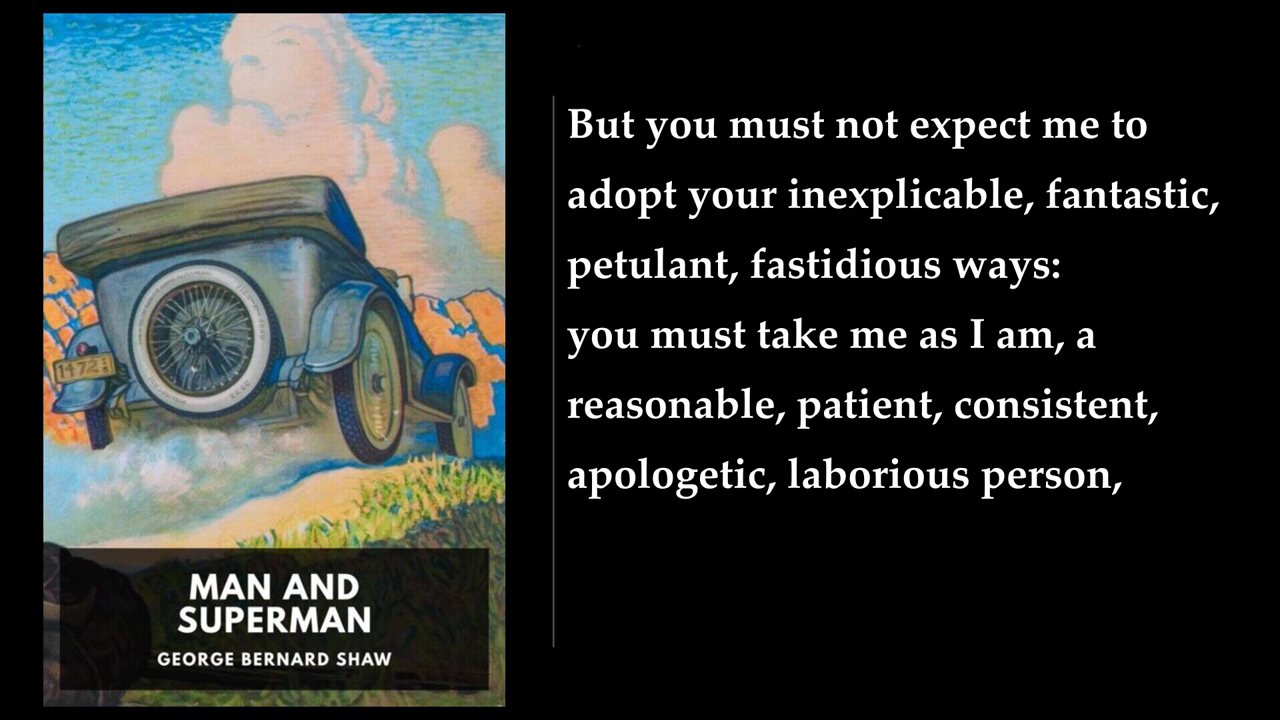 But you must not expect me to
adopt your inexplicable, fantastic,
petulant, fastidious ways:
you must take me as I am, a
reasonable, patient, consistent,
apologetic, laborious person,
1472
MAN AND
SUPERMAN
GEORGE BERNARD SHAW